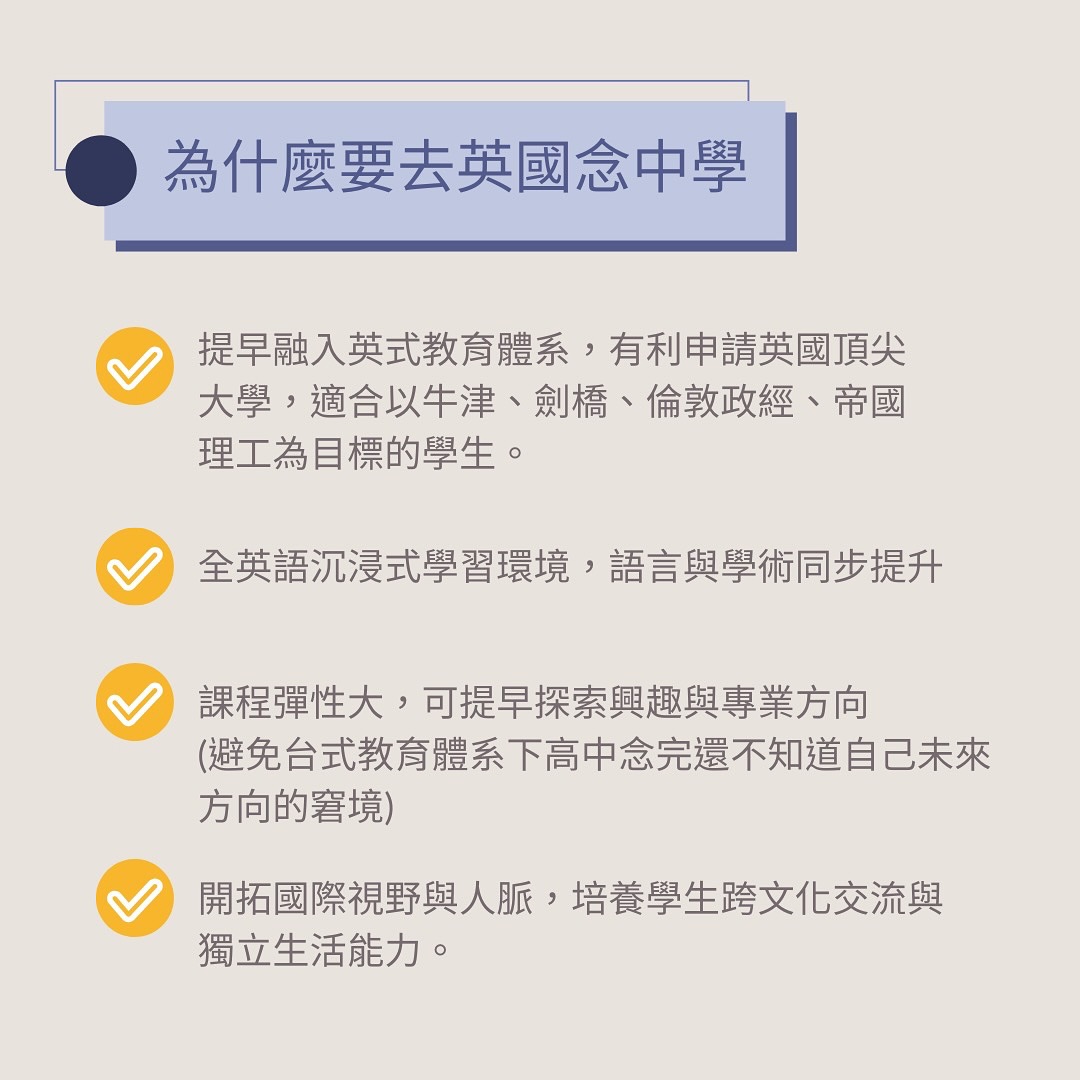 為什麼要去英國念中學
提早融入英式教育體系，有利申請英國頂尖
大學，適合以牛津、劍橋、倫敦政經、帝國
理工為目標的學生。
全英語沉浸式學習環境，語言與學術同步提升
課程彈性大，可提早探索興趣與專業方向
(避免台式教育體系下高中念完還不知道自己未來
方向的窘境)
開拓國際視野與人脈，培養學生跨文化交流與
獨立生活能力。